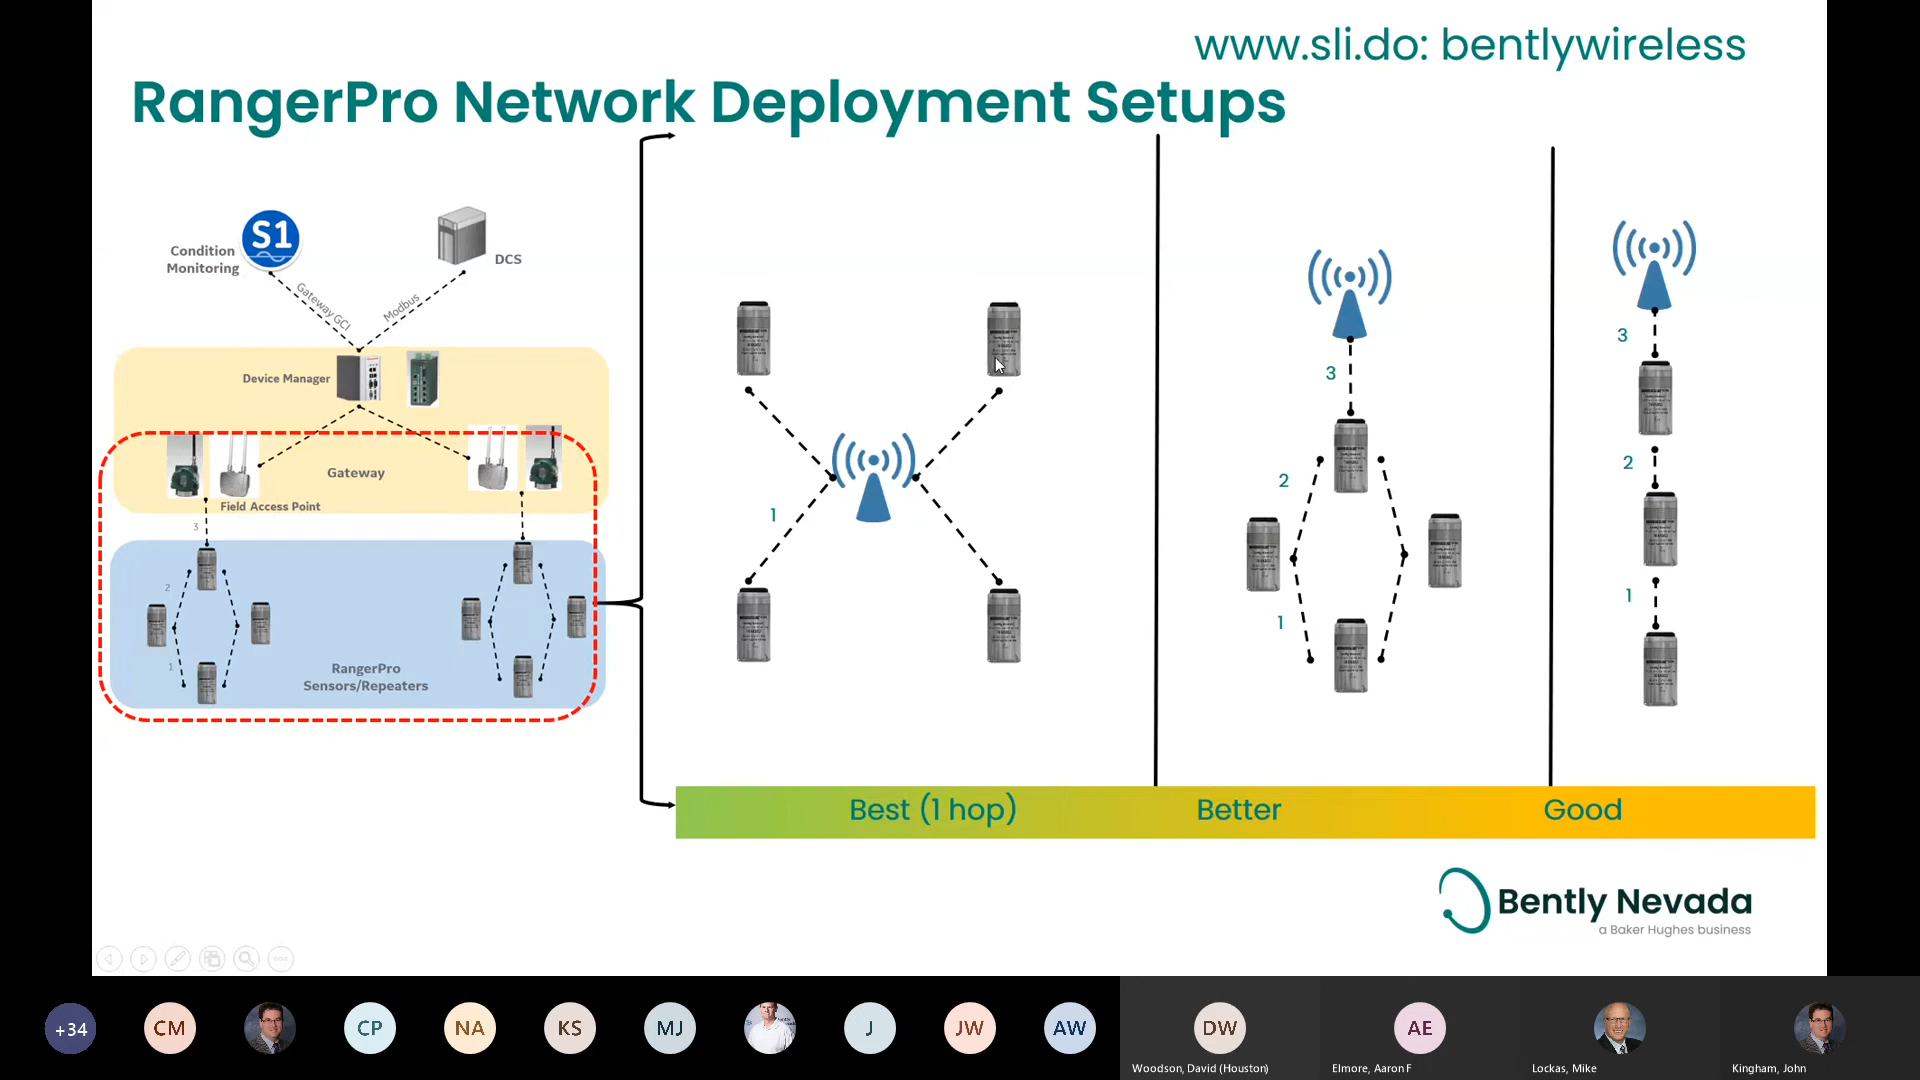 www.sli.do: bentlywireless
RangerPro Network Deployment Setups
S1
Condition
Monitoring
DCS
Gateway GCI
Modbus
Device Manager
Gateway
Field Access Point
3
2
1
RangerPro
Sensors/Repeaters
1
3
2
1
3
2
1
Best (1 hop)
Better
Good
Bently Nevada
a Baker Hughes business
+34
CM
CP
NA
KS
MJ
J
JW
AW
DW
AE
Woodson, David (Houston)
Elmore, Aaron F
Lockas, Mike
Kingham, John